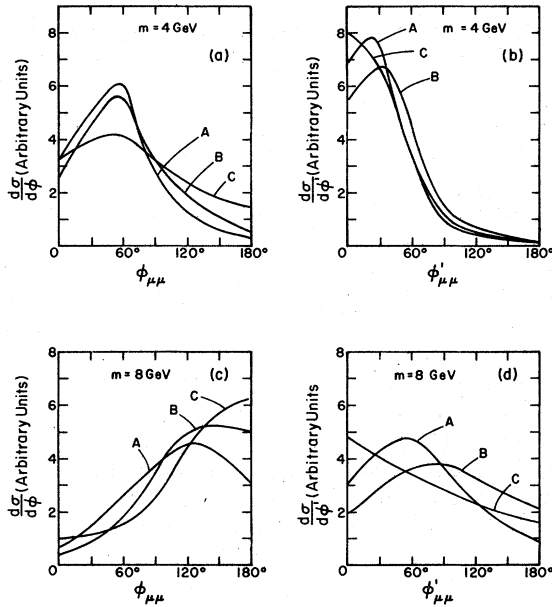 m = 4 GeV
(a)
8
6
4
2
0
60°
120°
180°
A
B
C
dσ/dϕ (Arbitrary Units)
ϕμμ
m = 4 GeV
(b)
8
6
4
2
0
60°
120°
180°
A
C
B
dσ/dϕ' (Arbitrary Units)
ϕ'μμ
m = 8 GeV
(c)
8
6
4
2
0
60°
120°
180°
C
B
A
dσ/dϕ (Arbitrary Units)
ϕμμ
m=8 GeV
(d)
8
6
4
2
0
60°
120°
180°
A
B
C
dσ/dϕ' (Arbitrary Units)
ϕ'μμ